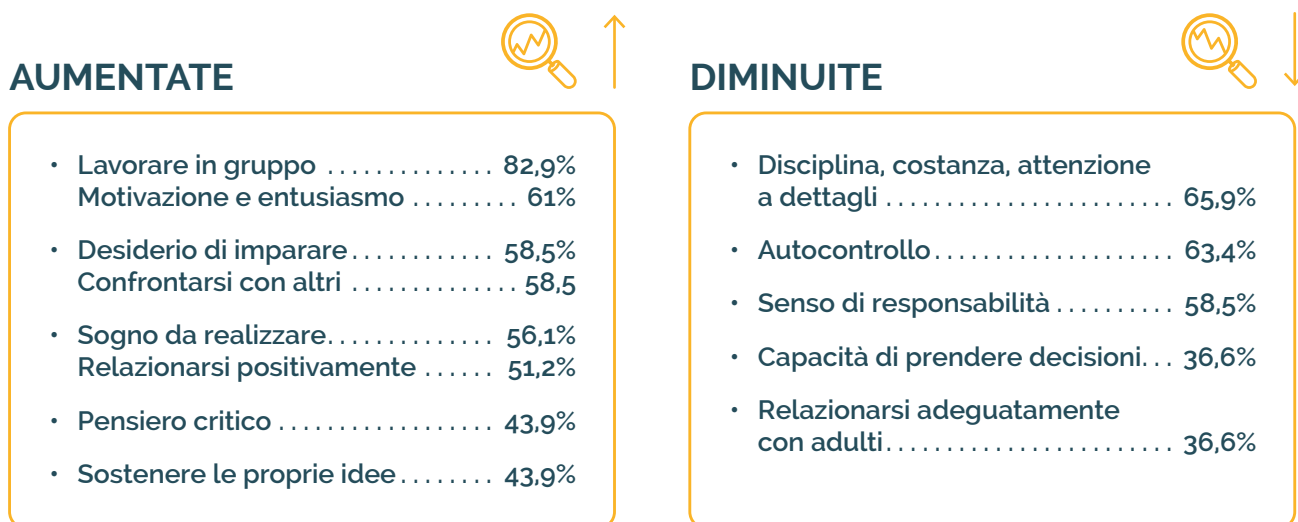 AUMENTATE
• Lavorare in gruppo .............. 82,9%
Motivazione e entusiasmo ......... 61%
• Desiderio di imparare............. 58,5%
Confrontarsi con altri .............. 58,5
• Sogno da realizzare.............. 56,1%
Relazionarsi positivamente ...... 51,2%
• Pensiero critico ................. 43,9%
• Sostenere le proprie idee........ 43,9%
DIMINUITE
• Disciplina, costanza, attenzione
a dettagli ....................... 65,9%
• Autocontrollo................... 63,4%
• Senso di responsabilità .......... 58,5%
• Capacità di prendere decisioni... 36,6%
• Relazionarsi adeguatamente
con adulti....................... 36,6%